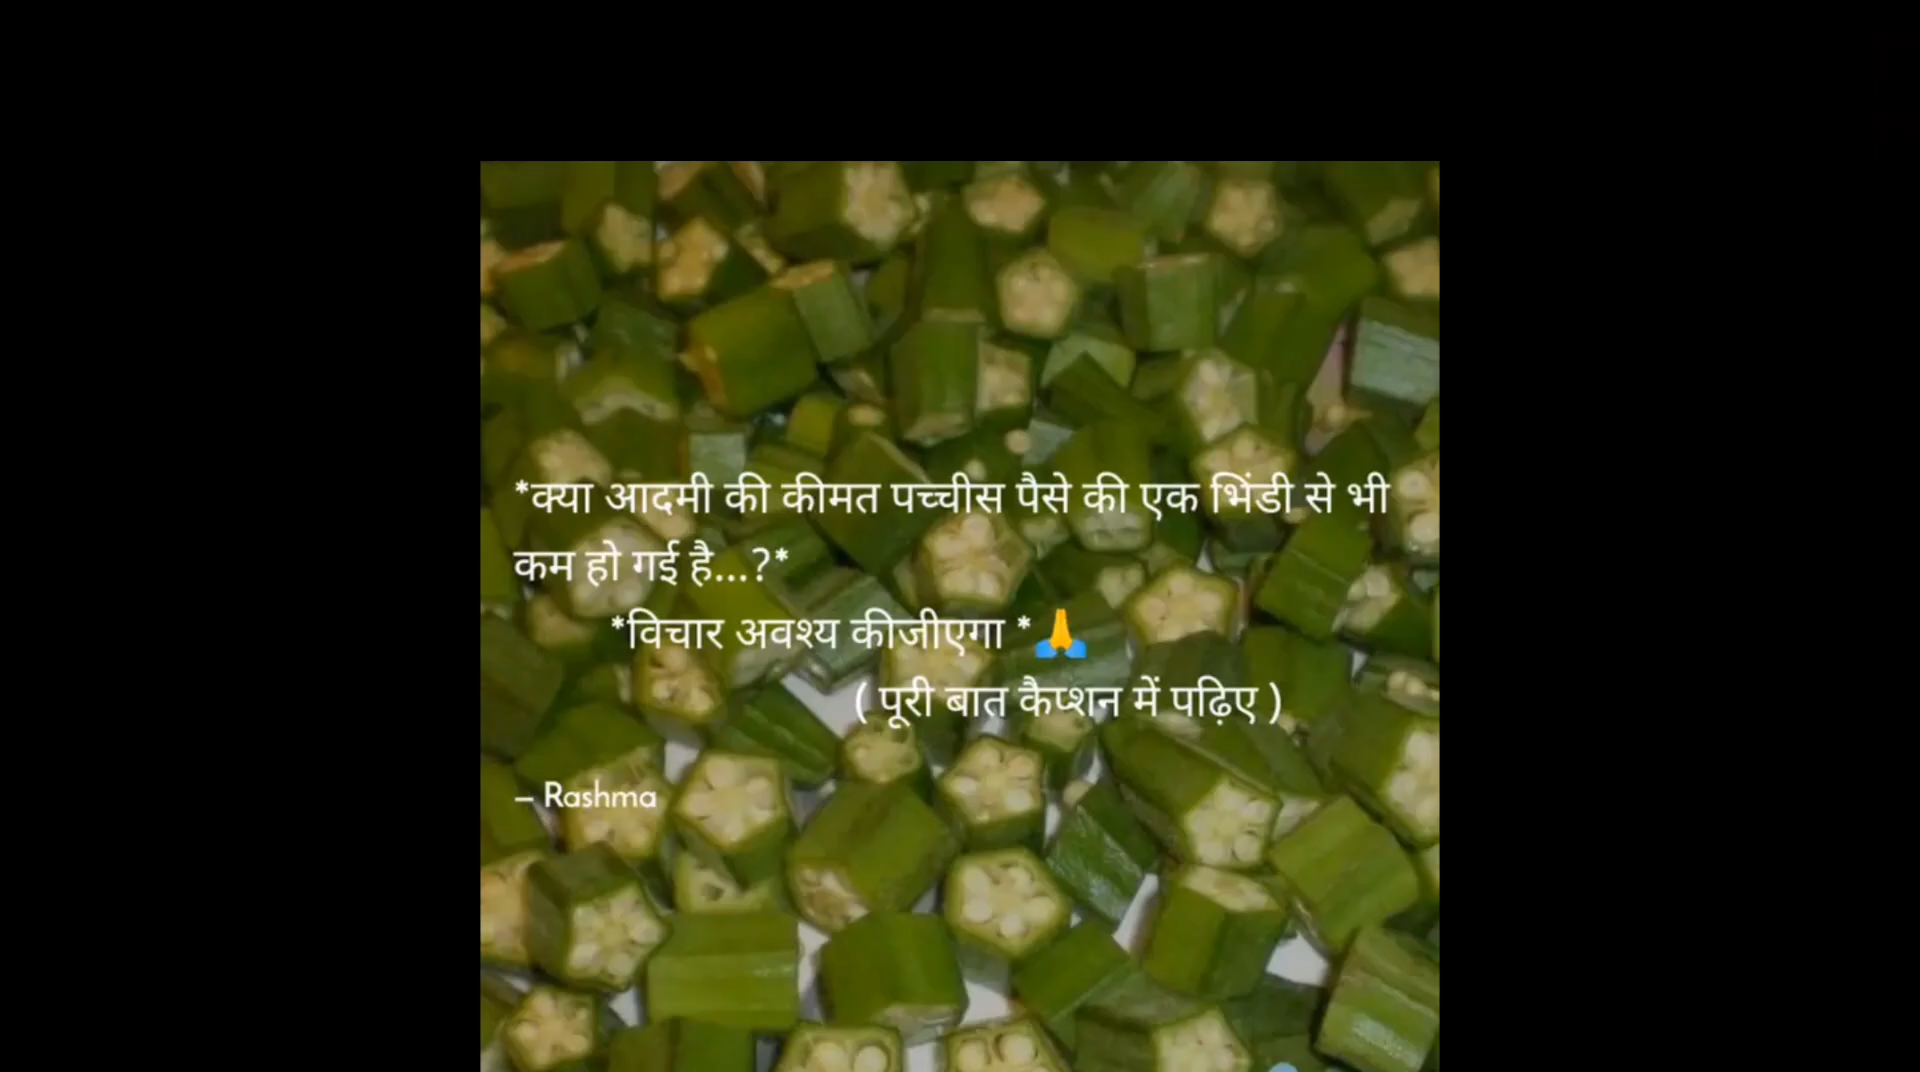 *क्या आदमी की कीमत पच्चीस पैसे की एक भिंडी से भी
कम हो गई है...?*
*विचार अवश्य कीजीएगा *🙏
( पूरी बात कैप्शन में पढ़िए )
– Rashma